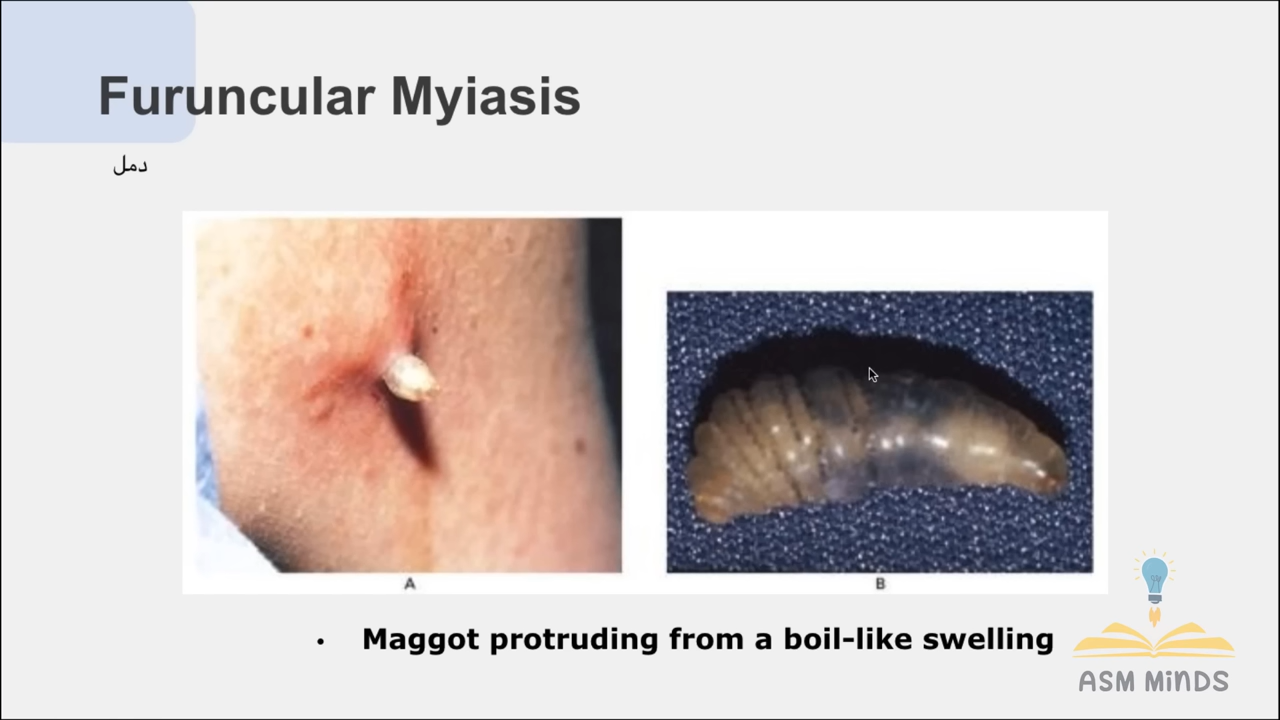 Furuncular Myiasis
دمل
A
B
• Maggot protruding from a boil-like swelling
ASM MiNDS